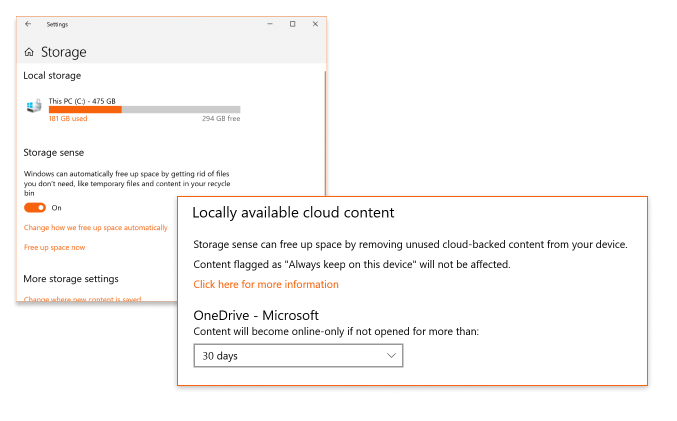 Settings
Storage
Local storage
This PC (C:) - 475 GB
181 GB used
294 GB free
Storage sense
Windows can automatically free up space by getting rid of files
you don't need, like temporary files and content in your recycle
bin
On
Change how we free up space automatically
Free up space now
More storage settings
Change where new content is saved
Locally available cloud content
Storage sense can free up space by removing unused cloud-backed content from your device.
Content flagged as "Always keep on this device" will not be affected.
Click here for more information
OneDrive - Microsoft
Content will become online-only if not opened for more than:
30 days